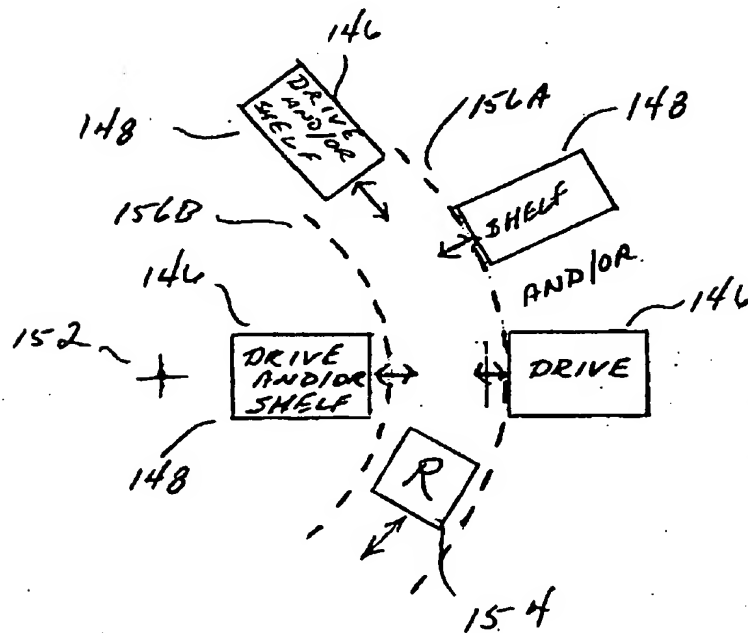 146
DRIVE
AND/OR
SHELF
148
156A
148
SHELF
156B
AND/OR
146
146
152
DRIVE
AND/OR
SHELF
DRIVE
148
R
154